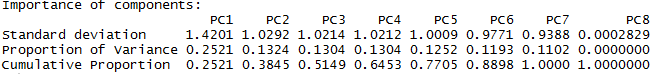 Importance of components:
PC1 PC2 PC3 PC4 PC5 PC6 PC7 PC8
Standard deviation 1.4201 1.0292 1.0214 1.0212 1.0009 0.9771 0.9388 0.0002829
Proportion of Variance 0.2521 0.1324 0.1304 0.1304 0.1252 0.1193 0.1102 0.0000000
Cumulative Proportion 0.2521 0.3845 0.5149 0.6453 0.7705 0.8898 1.0000 1.0000000